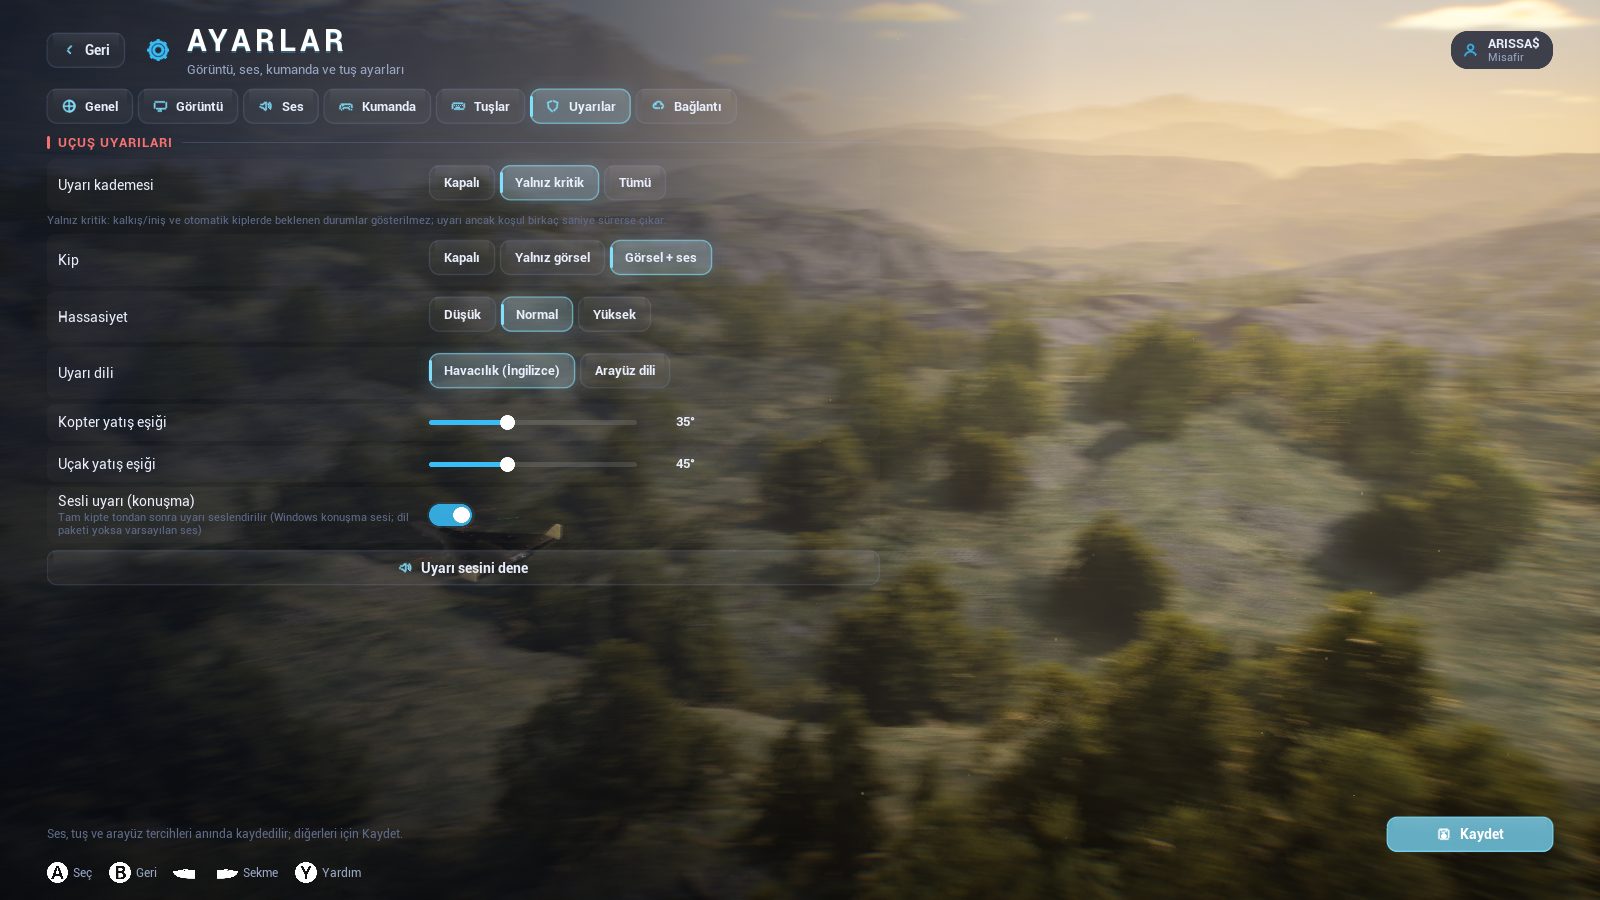 Geri
AYARLAR
Görüntü, ses, kumanda ve tuş ayarları
ARISSA$
Misafir
Genel
Görüntü
Ses
Kumanda
Tuşlar
Uyarılar
Bağlantı
UÇUŞ UYARILARI
Uyarı kademesi
Kapalı
Yalnız kritik
Tümü
Yalnız kritik: kalkış/iniş ve otomatik kiplerde beklenen durumlar gösterilmez; uyarı ancak koşul birkaç saniye sürerse çıkar.
Kip
Kapalı
Yalnız görsel
Görsel + ses
Hassasiyet
Düşük
Normal
Yüksek
Uyarı dili
Havacılık (İngilizce)
Arayüz dili
Kopter yatış eşiği
35°
Uçak yatış eşiği
45°
Sesli uyarı (konuşma)
Tam kipte tondan sonra uyarı seslendirilir (Windows konuşma sesi; dil
paketi yoksa varsayılan ses)
Uyarı sesini dene
Ses, tuş ve arayüz tercihleri anında kaydedilir; diğerleri için Kaydet.
Kaydet
A Seç
B Geri
Sekme
Y Yardım